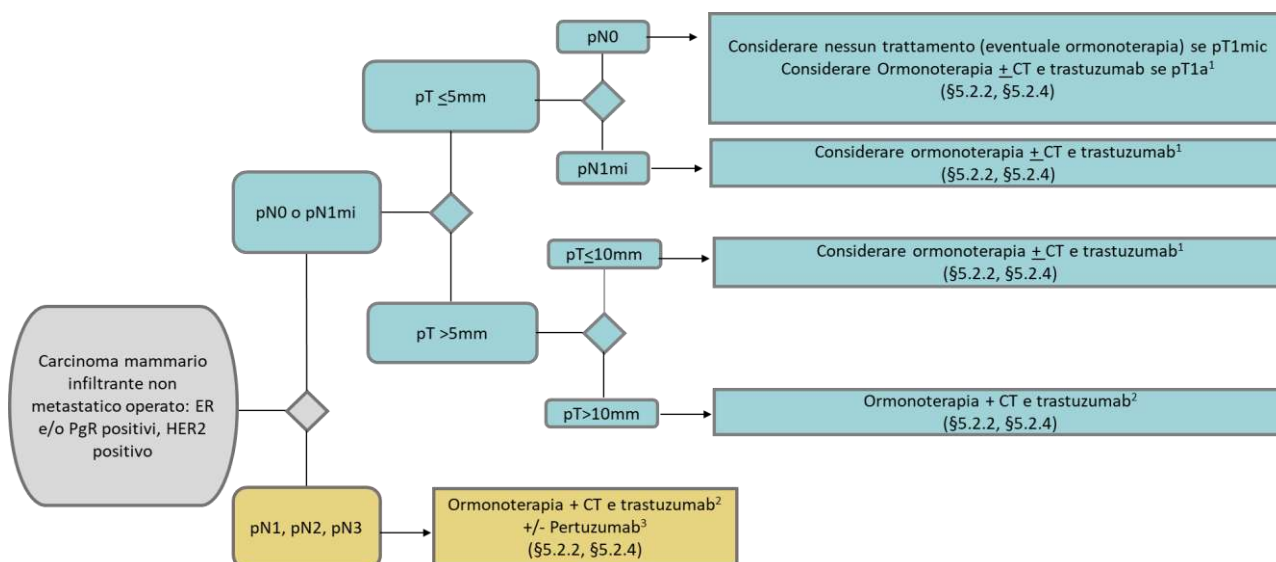 pN0
Considerare nessun trattamento (eventuale ormonoterapia) se pT1mic
Considerare Ormonoterapia + CT e trastuzumab se pT1a¹
(§5.2.2, §5.2.4)
pT ≤5mm
pN1mi
Considerare ormonoterapia + CT e trastuzumab¹
(§5.2.2, §5.2.4)
pN0 o pN1mi
pT≤10mm
Considerare ormonoterapia + CT e trastuzumab¹
(§5.2.2, §5.2.4)
pT >5mm
pT>10mm
Ormonoterapia + CT e trastuzumab²
(§5.2.2, §5.2.4)
Carcinoma mammario
infiltrante non
metastatico operato: ER
e/o PgR positivi, HER2
positivo
pN1, pN2, pN3
Ormonoterapia + CT e trastuzumab²
+/- Pertuzumab³
(§5.2.2, §5.2.4)